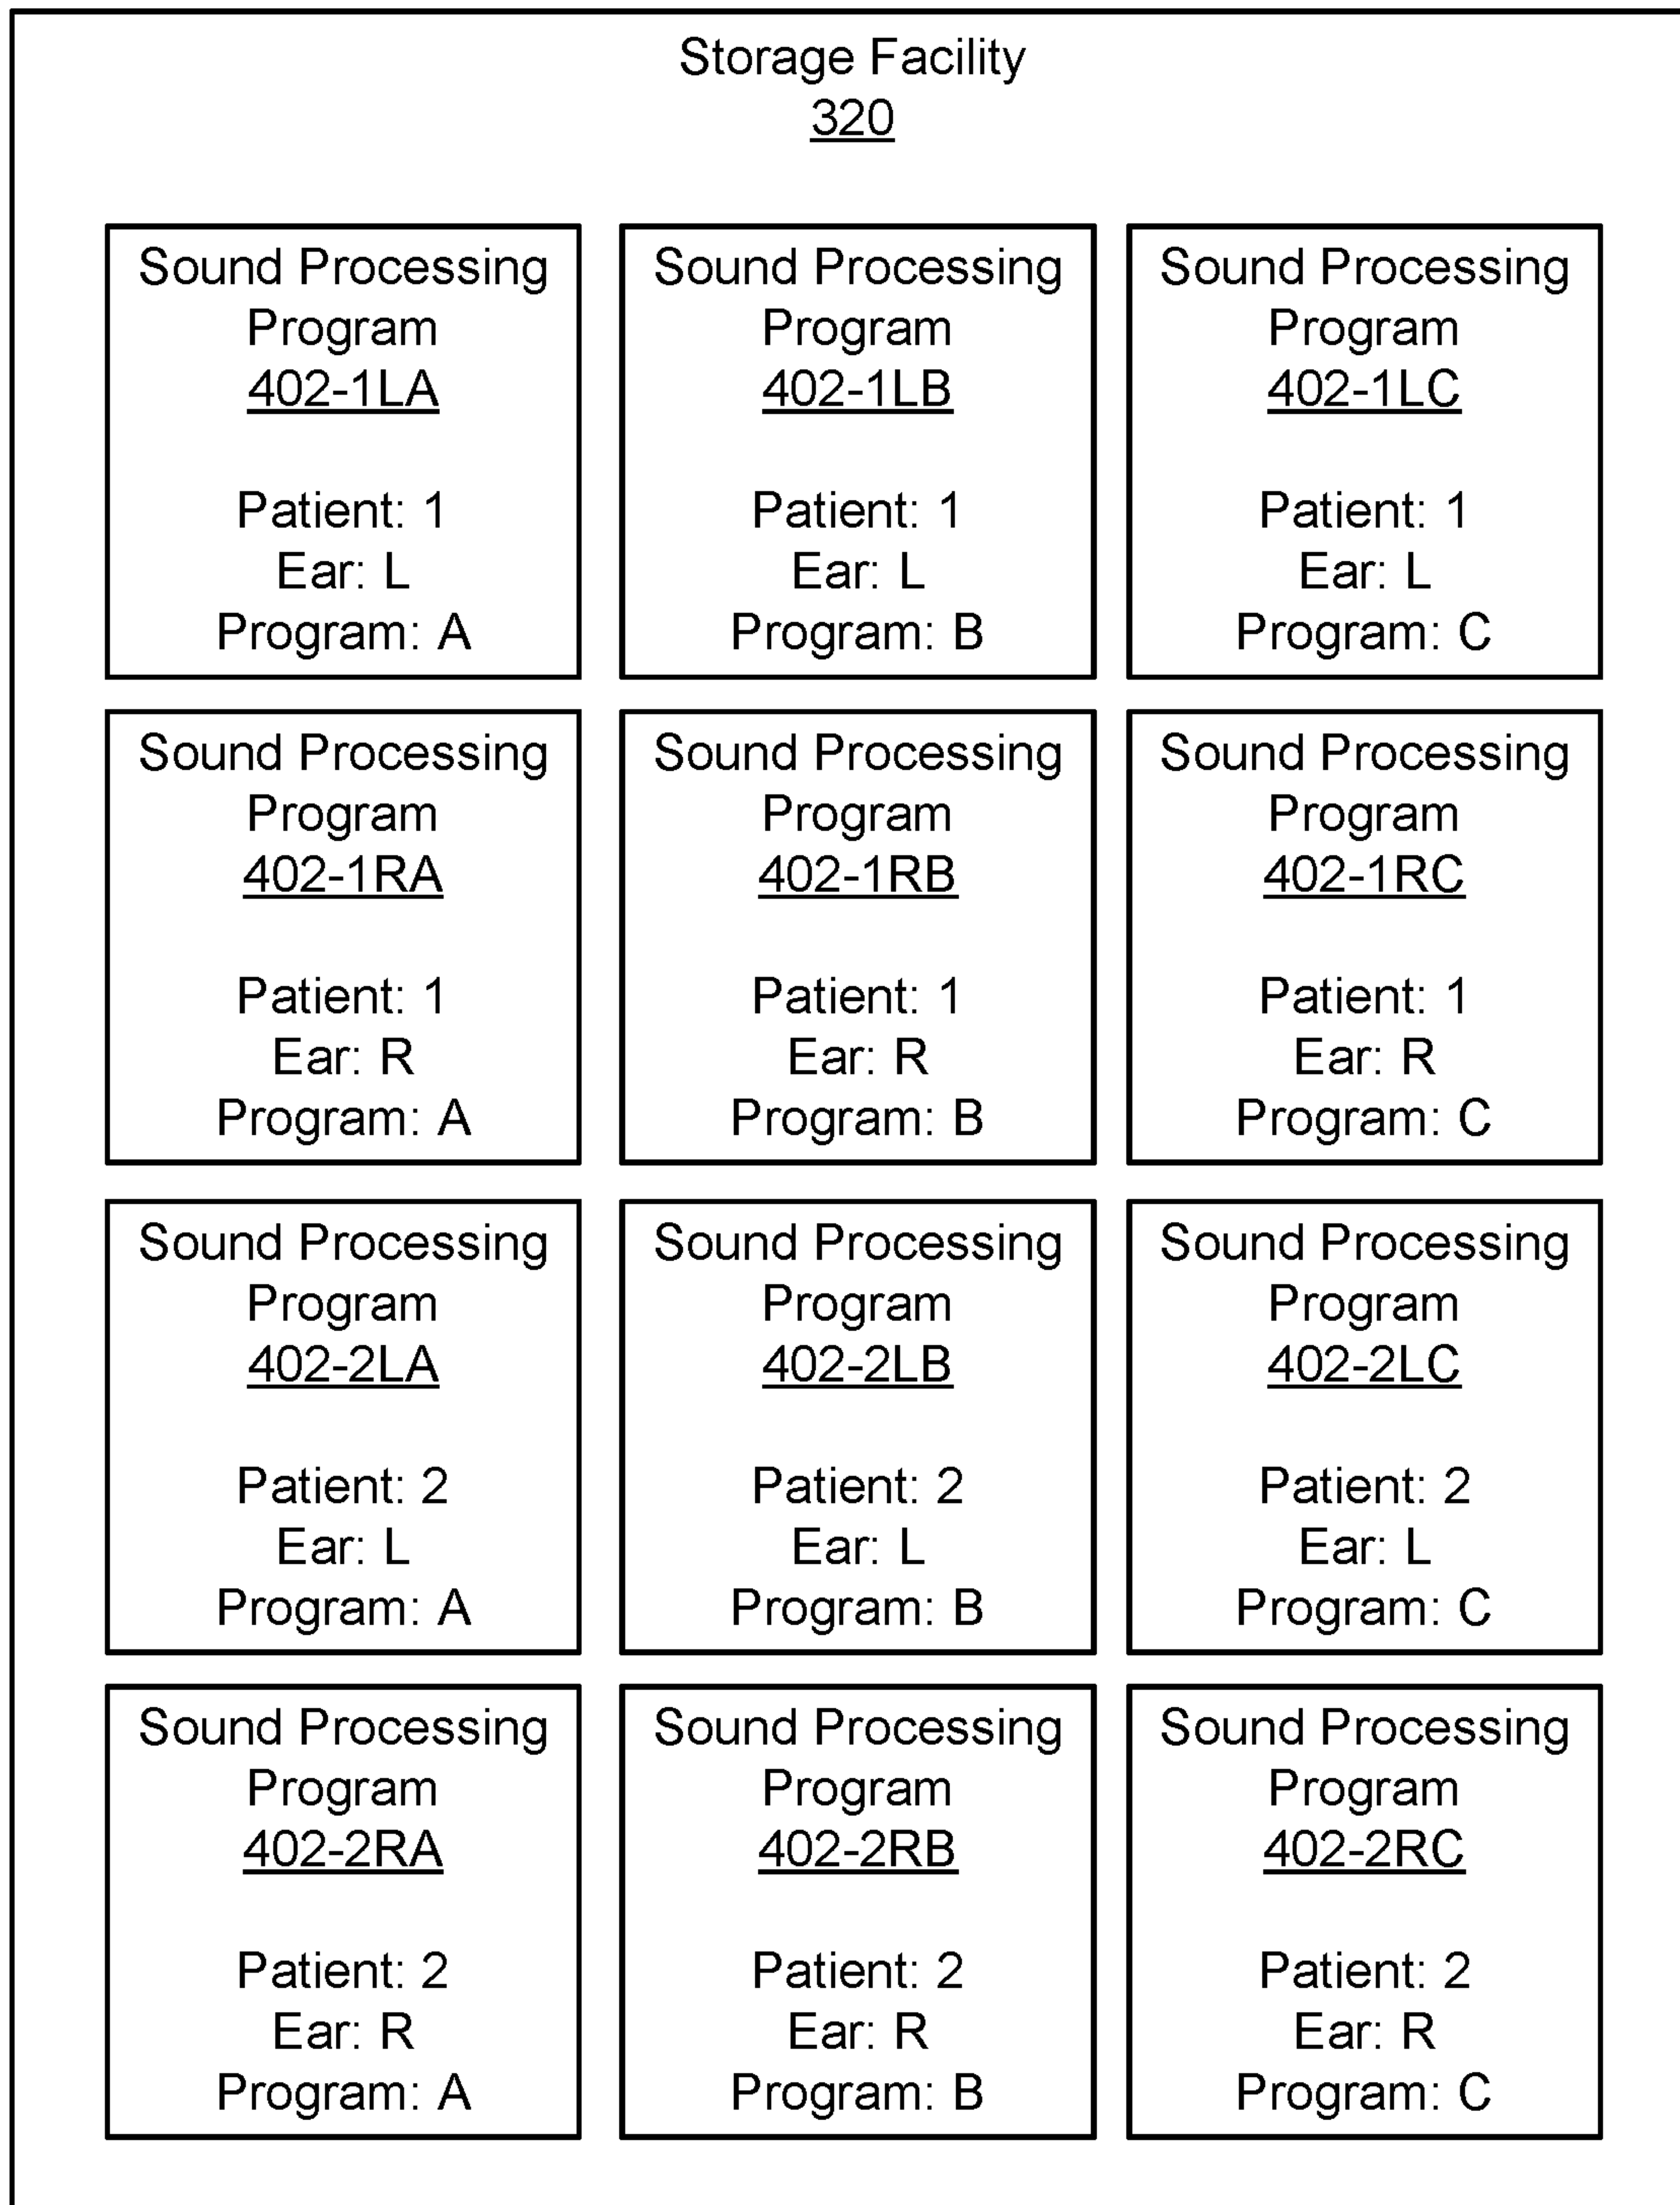 Storage Facility
320
Sound Processing
Program
402-1LA
Patient: 1
Ear: L
Program: A
Sound Processing
Program
402-1LB
Patient: 1
Ear: L
Program: B
Sound Processing
Program
402-1LC
Patient: 1
Ear: L
Program: C
Sound Processing
Program
402-1RA
Patient: 1
Ear: R
Program: A
Sound Processing
Program
402-1RB
Patient: 1
Ear: R
Program: B
Sound Processing
Program
402-1RC
Patient: 1
Ear: R
Program: C
Sound Processing
Program
402-2LA
Patient: 2
Ear: L
Program: A
Sound Processing
Program
402-2LB
Patient: 2
Ear: L
Program: B
Sound Processing
Program
402-2LC
Patient: 2
Ear: L
Program: C
Sound Processing
Program
402-2RA
Patient: 2
Ear: R
Program: A
Sound Processing
Program
402-2RB
Patient: 2
Ear: R
Program: B
Sound Processing
Program
402-2RC
Patient: 2
Ear: R
Program: C